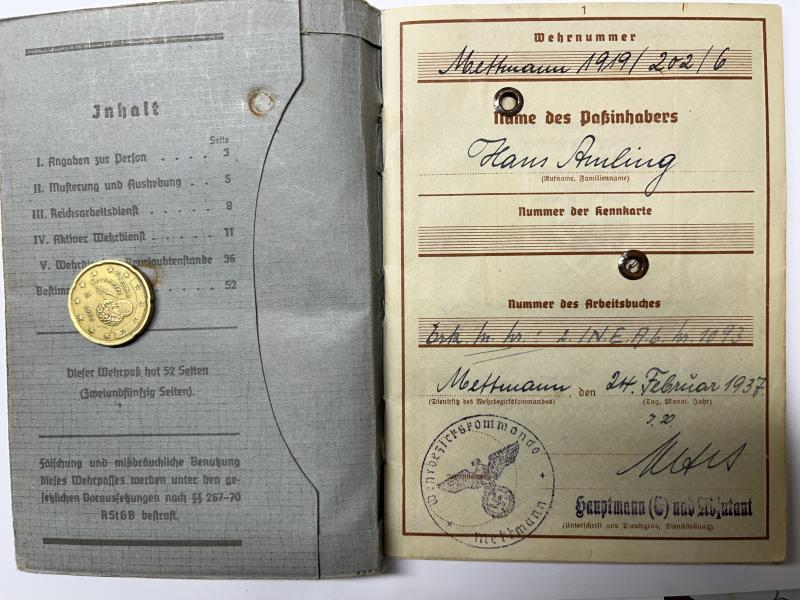 Inhalt
Seite
I. Angaben zur Person . . . . . 3
II. Musterung und Aushebung . . . 5
III. Reichsarbeitsdienst . . . . . . 8
IV. Aktiver Wehrdienst . . . . . . 11
V. Wehrdi Beurlaubtenstande 36
Bestim . . . . . . 52
Dieser Wehrpaß hat 52 Seiten
(Zweiundfünfzig Seiten).
Fälschung und mißbräuchliche Benutzung
dieses Wehrpasses werden unter den ge-
setzlichen Voraussetzungen nach §§ 267-70
RStGB bestraft.
1
Wehrnummer
Mettmann 1919/202/6
Name des Paßinhabers
Hans Amling
(Rufname, Familienname)
Nummer der Kennkarte
Nummer des Arbeitsbuches
Mettmann, den 24. Februar 1937.
(Dienstsitz des Wehrbezirkskommandos) (Tag, Monat, Jahr)
Wehrbezirkskommando
Mettmann
Hauptmann (E) und Adjutant
(Unterschrift und Dienstgrad, Dienststellung)